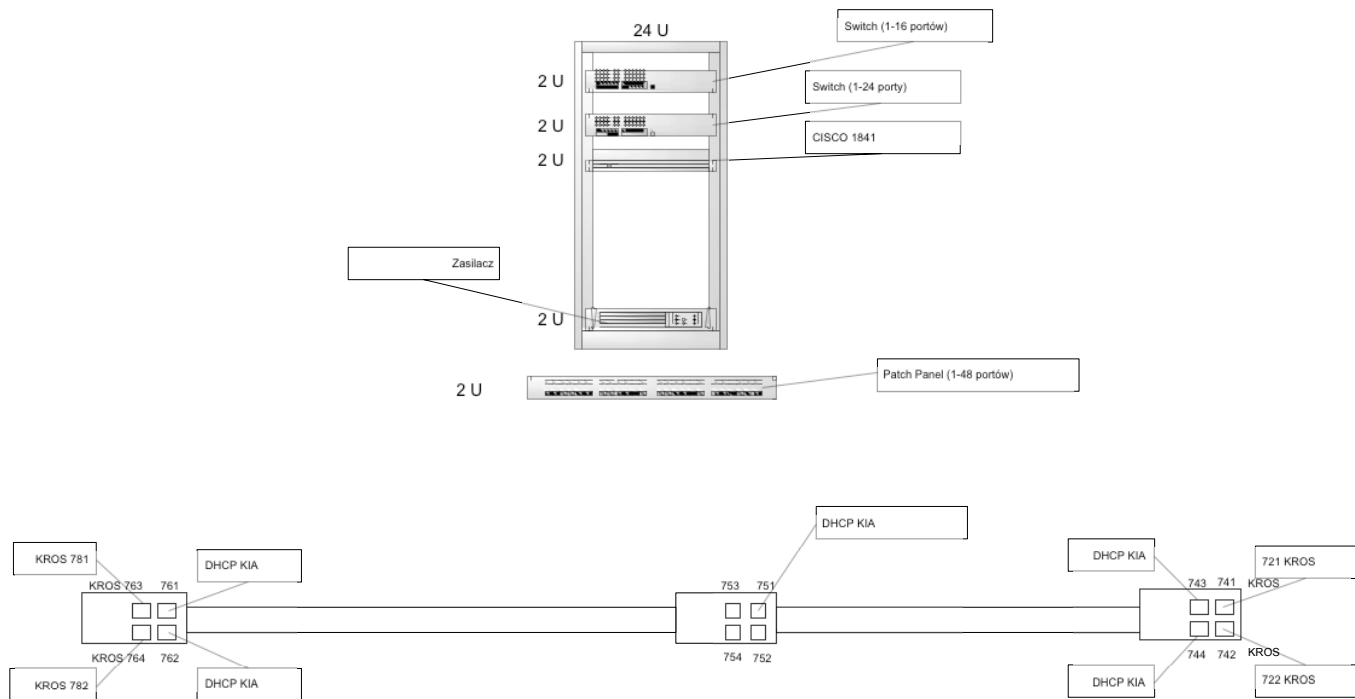 24 U
Switch (1-16 portów)
2 U
Switch (1-24 porty)
2 U
CISCO 1841
2 U
Zasilacz
2 U
Patch Panel (1-48 portów)
2 U
DHCP KIA
KROS 781
DHCP KIA
DHCP KIA
721 KROS
KROS 763
761
753
751
743
741
KROS
KROS 764
762
754
752
744
742
KROS
KROS 782
DHCP KIA
DHCP KIA
722 KROS